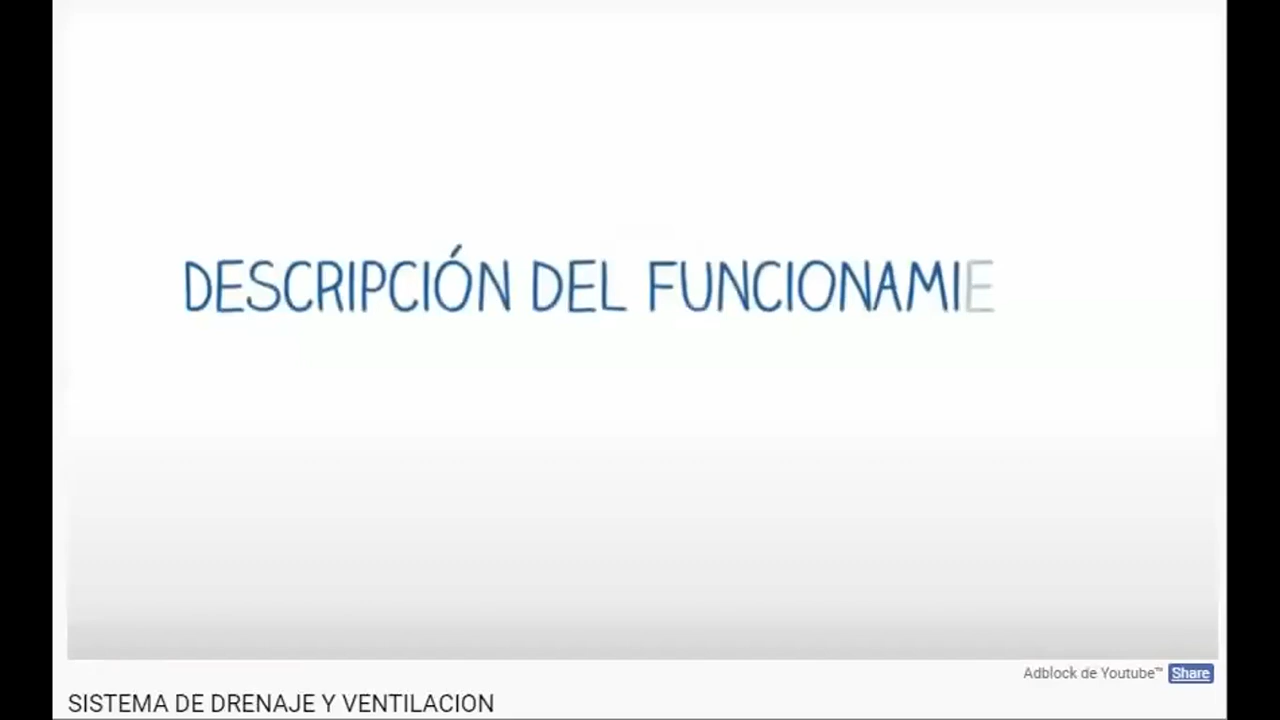 DESCRIPCIÓN DEL FUNCIONAMIE
Adblock de Youtube™ Share
SISTEMA DE DRENAJE Y VENTILACION